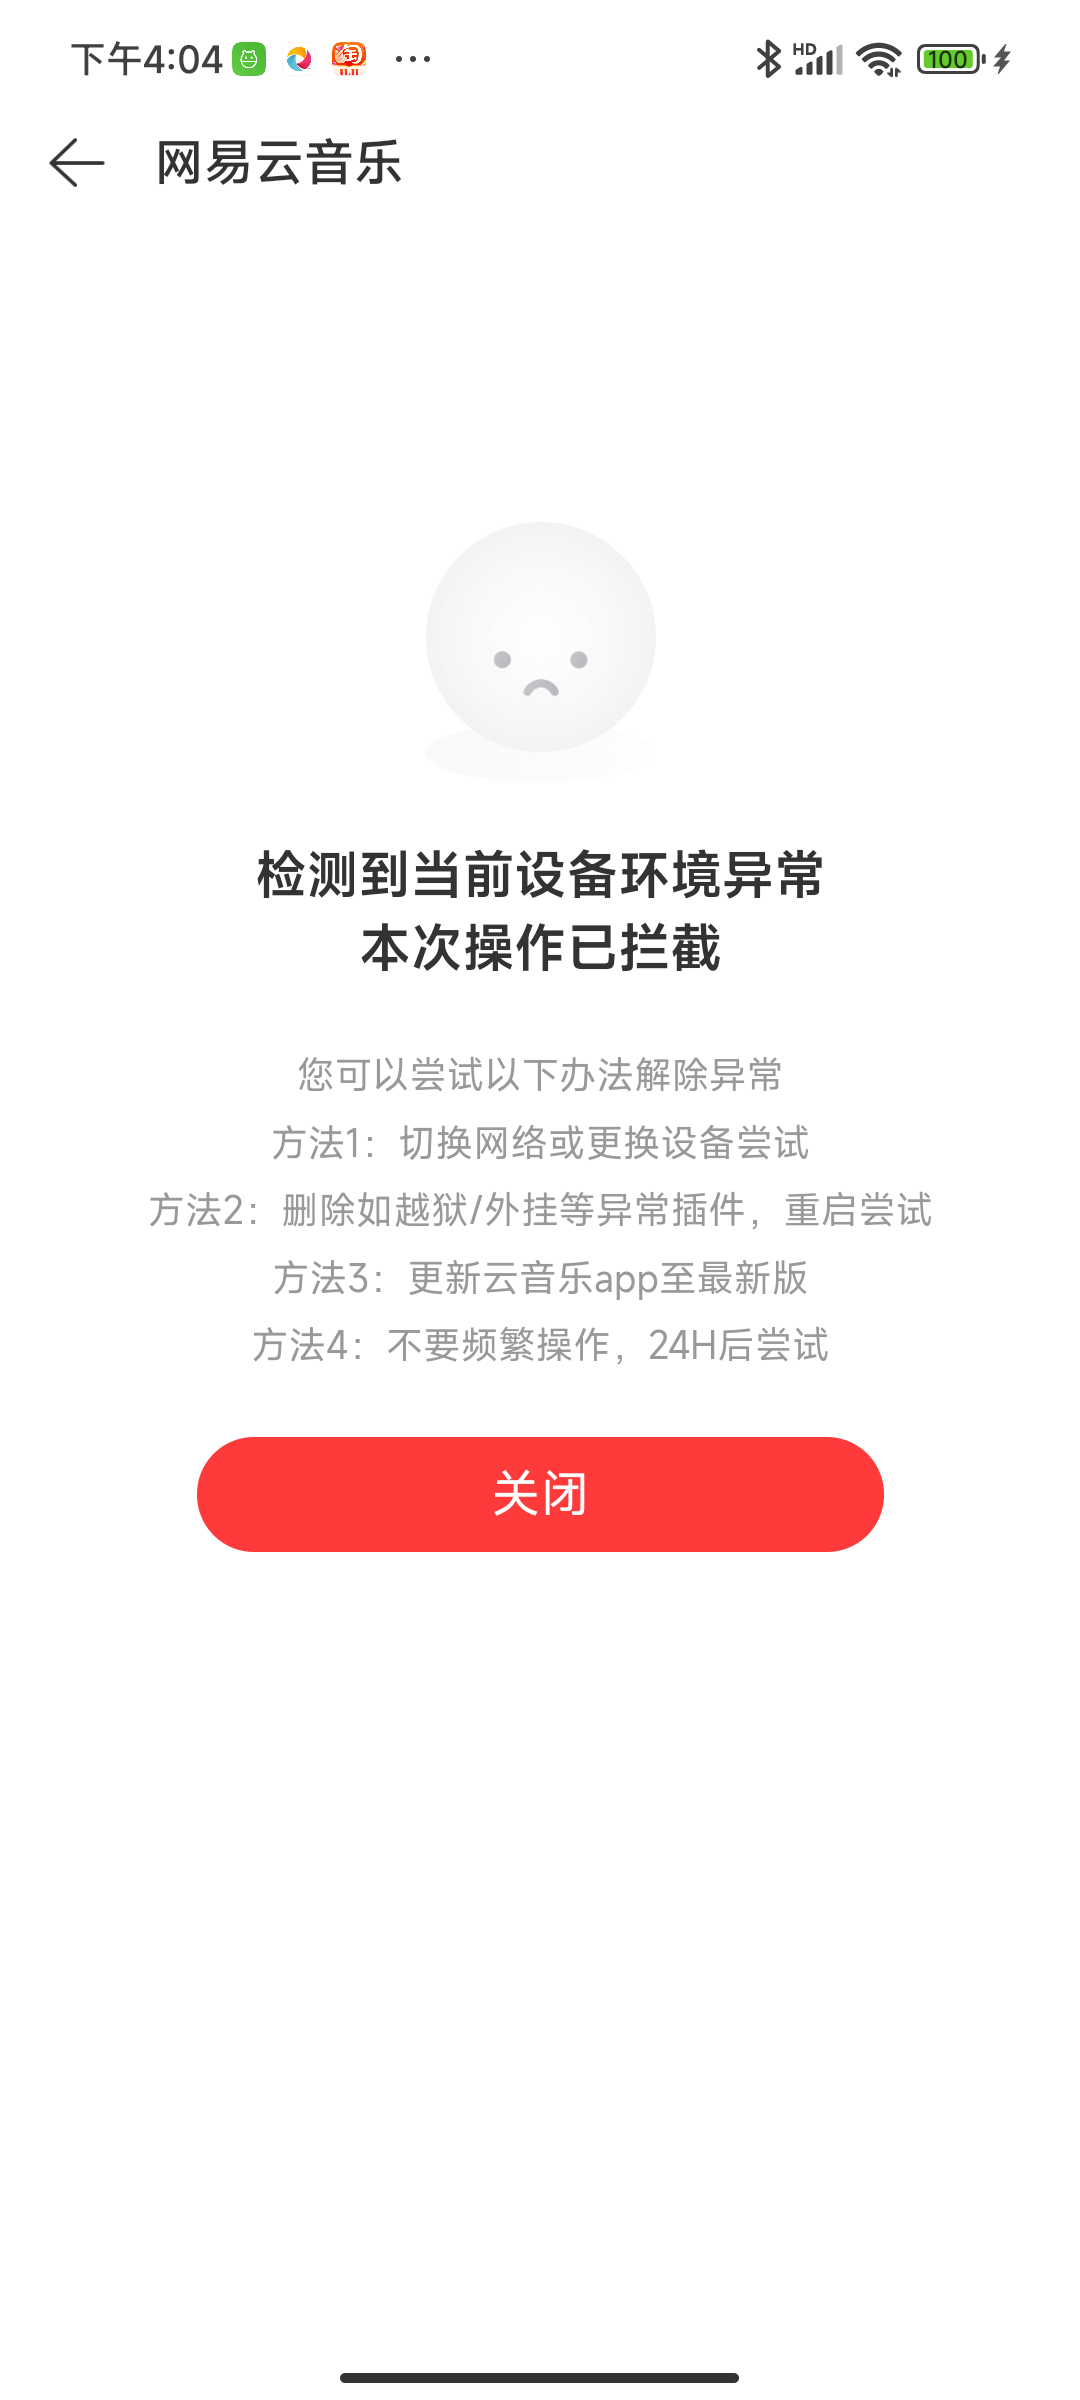 下午4:04
HD
100
网易云音乐
检测到当前设备环境异常
本次操作已拦截
您可以尝试以下办法解除异常
方法1：切换网络或更换设备尝试
方法2：删除如越狱/外挂等异常插件，重启尝试
方法3：更新云音乐app至最新版
方法4：不要频繁操作，24H后尝试
关闭